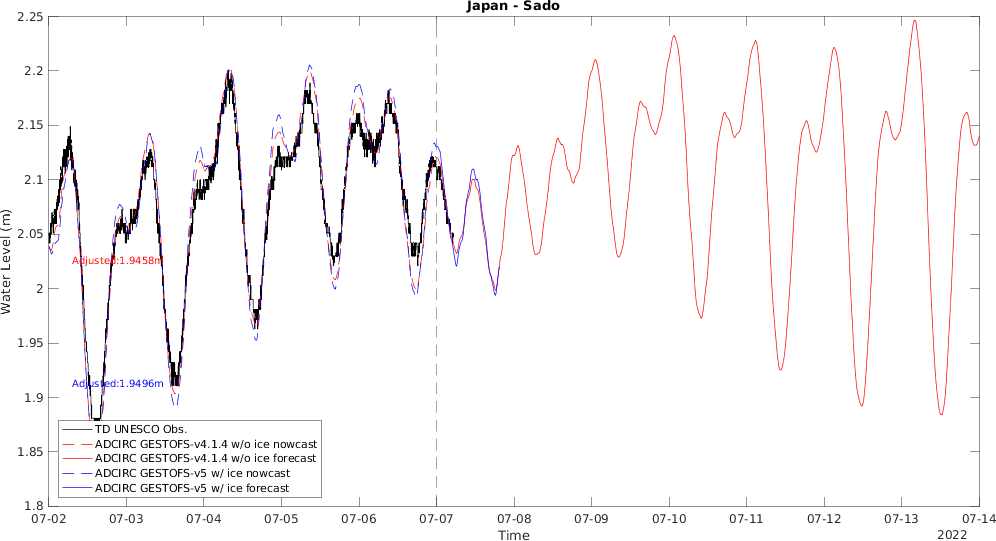 Japan - Sado
2.25
2.2
2.15
2.1
2.05
2
1.95
1.9
1.85
1.8
Water Level (m)
Adjusted:1.9458m
Adjusted:1.9496m
TD UNESCO Obs.
ADCIRC GESTOFS-v4.1.4 w/o ice nowcast
ADCIRC GESTOFS-v4.1.4 w/o ice forecast
ADCIRC GESTOFS-v5 w/ ice nowcast
ADCIRC GESTOFS-v5 w/ ice forecast
07-02 07-03 07-04 07-05 07-06 07-07 07-08 07-09 07-10 07-11 07-12 07-13 07-14
Time
2022